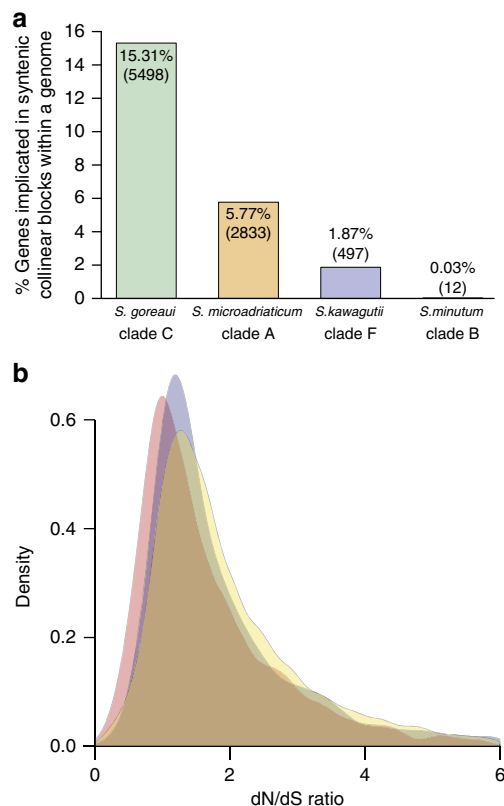 a
% Genes implicated in syntenic
collinear blocks within a genome
16
14
12
10
8
6
4
2
0
15.31%
(5498)
5.77%
(2833)
1.87%
(497)
0.03%
(12)
S. goreaui
S. microadriaticum
S.kawagutii
S.minutum
clade C
clade A
clade F
clade B
b
Density
0.6
0.4
0.2
0.0
0
2
4
6
dN/dS ratio